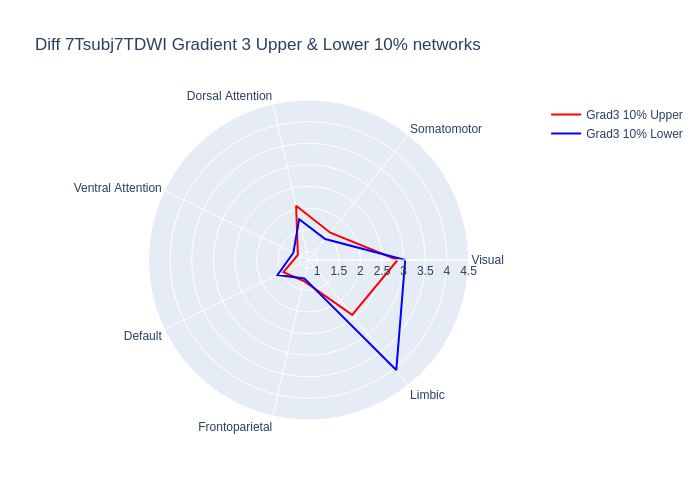 Diff 7Tsubj7TDWI Gradient 3 Upper & Lower 10% networks
Dorsal Attention
Somatomotor
Grad3 10% Upper
Grad3 10% Lower
Ventral Attention
Visual
1 1.5 2 2.5 3 3.5 4 4.5
Default
Limbic
Frontoparietal